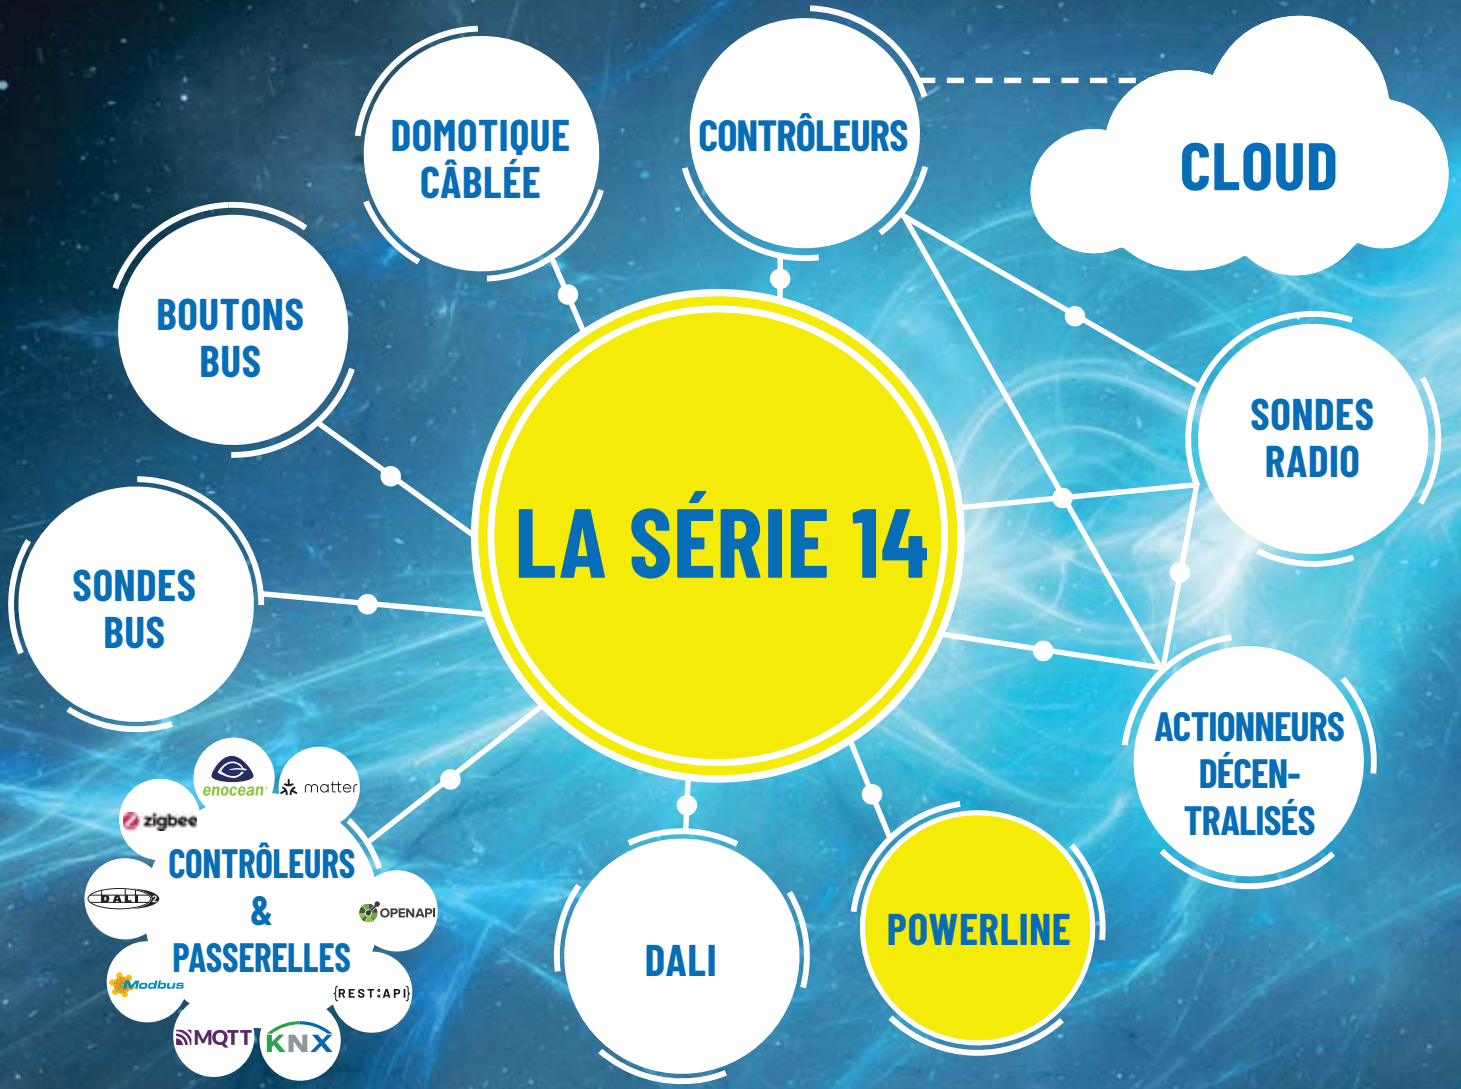 DOMOTIQUE
CÂBLÉE
CONTRÔLEURS
CLOUD
BOUTONS
BUS
SONDES
RADIO
LA SÉRIE 14
SONDES
BUS
ACTIONNEURS
DÉCEN-
TRALISÉS
enocean
matter
zigbee
CONTRÔLEURS
&
PASSERELLES
DALI 2
OPENAPI
Modbus
{REST:API}
MQTT
KNX
DALI
POWERLINE